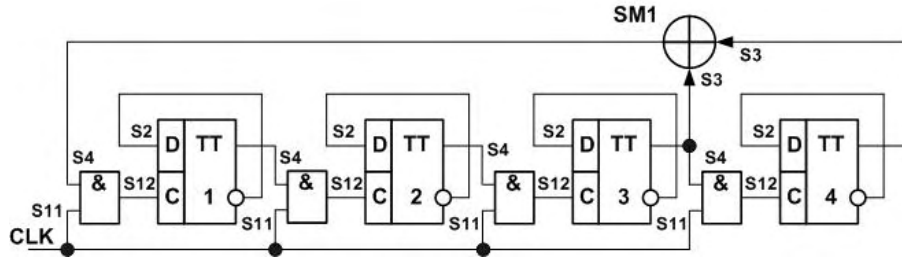 SM1
S3
S3
S2 D TT S2 D TT S2 D TT S2 D TT
S4 S4 S4 S4
& S12 C 1 & S12 C 2 & S12 C 3 & S12 C 4
S11 S11 S11 S11
CLK